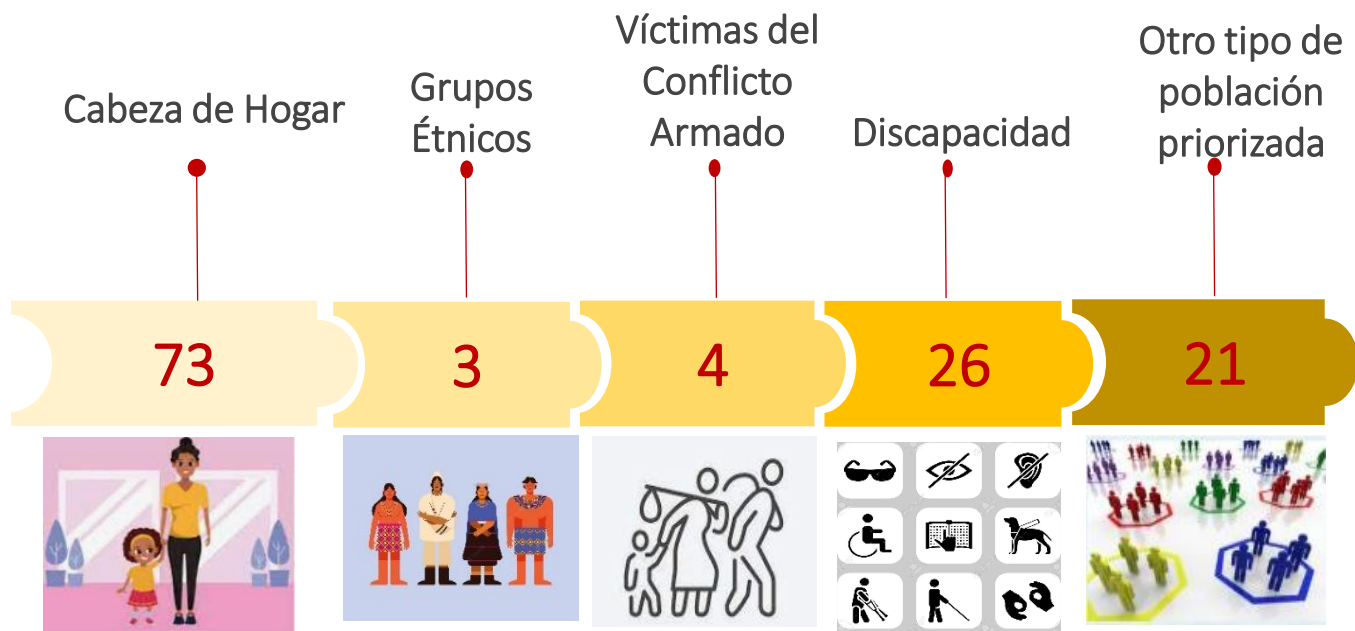 Cabeza de Hogar
Grupos
Étnicos
Víctimas del
Conflicto
Armado
Discapacidad
Otro tipo de
población
priorizada
73
3
4
26
21